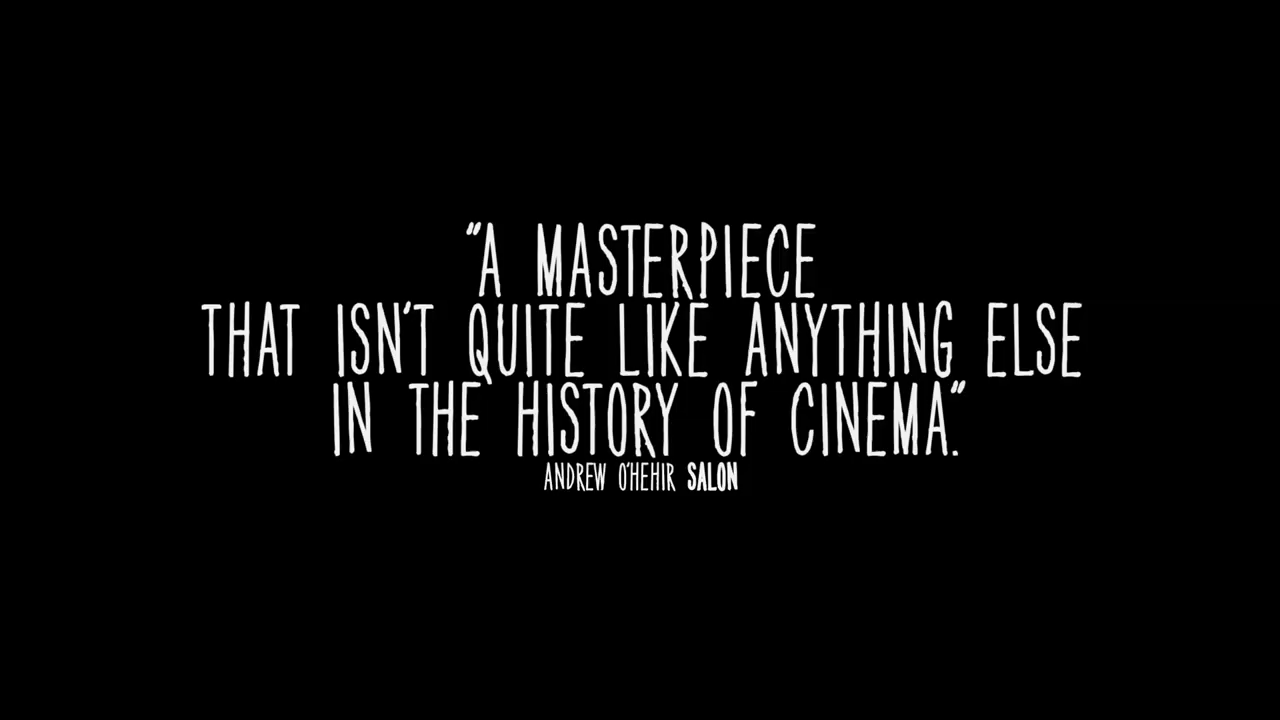 "A MASTERPIECE
THAT ISN'T QUITE LIKE ANYTHING ELSE
IN THE HISTORY OF CINEMA."
ANDREW O'HEHIR SALON